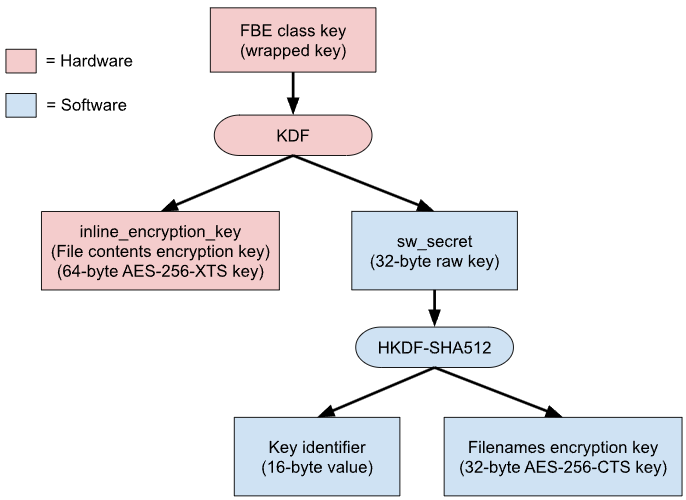 FBE class key
(wrapped key)
= Hardware
= Software
KDF
inline_encryption_key
(File contents encryption key)
(64-byte AES-256-XTS key)
sw_secret
(32-byte raw key)
HKDF-SHA512
Key identifier
(16-byte value)
Filenames encryption key
(32-byte AES-256-CTS key)